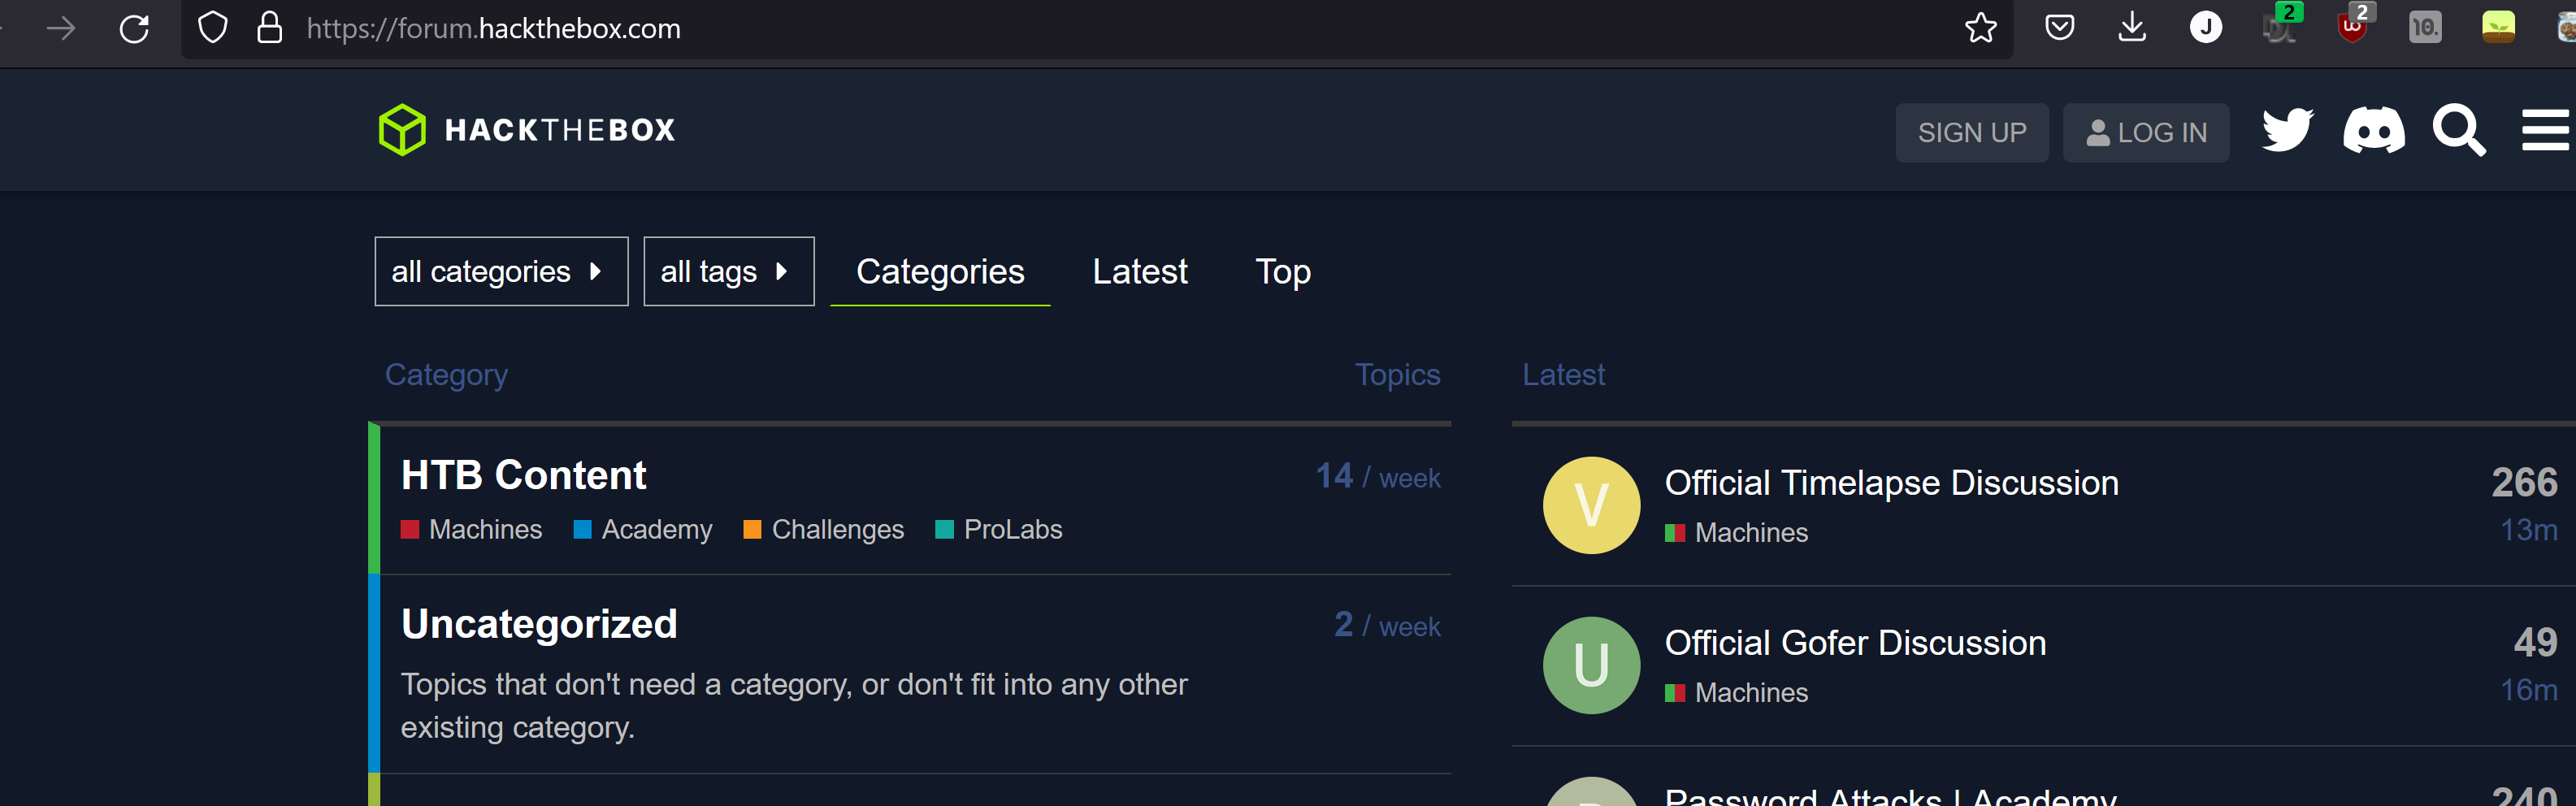 https://forum.hackthebox.com
J
2
2
10.
HACKTHEBOX
SIGN UP
LOG IN
all categories
all tags
Categories
Latest
Top
Category
Topics
Latest
HTB Content
14 / week
Machines
Academy
Challenges
ProLabs
Uncategorized
2 / week
Topics that don't need a category, or don't fit into any other
existing category.
V
Official Timelapse Discussion
266
Machines
13m
U
Official Gofer Discussion
49
Machines
16m
Password Attacks | Academy
240